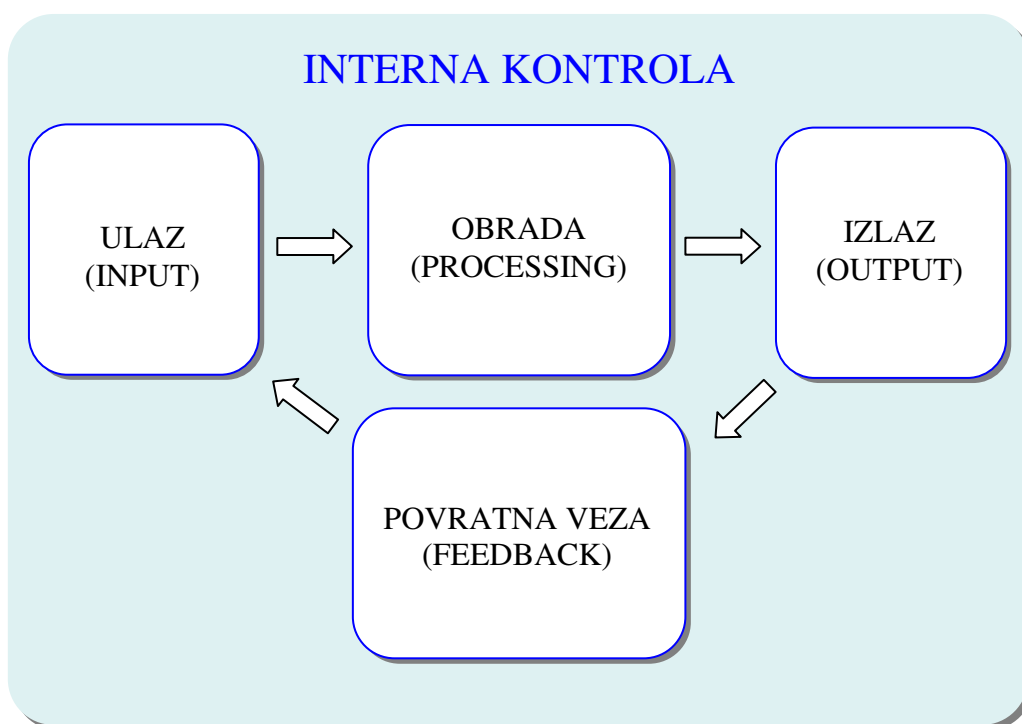 INTERNA KONTROLA
ULAZ
(INPUT)
OBRADA
(PROCESSING)
IZLAZ
(OUTPUT)
POVRATNA VEZA
(FEEDBACK)